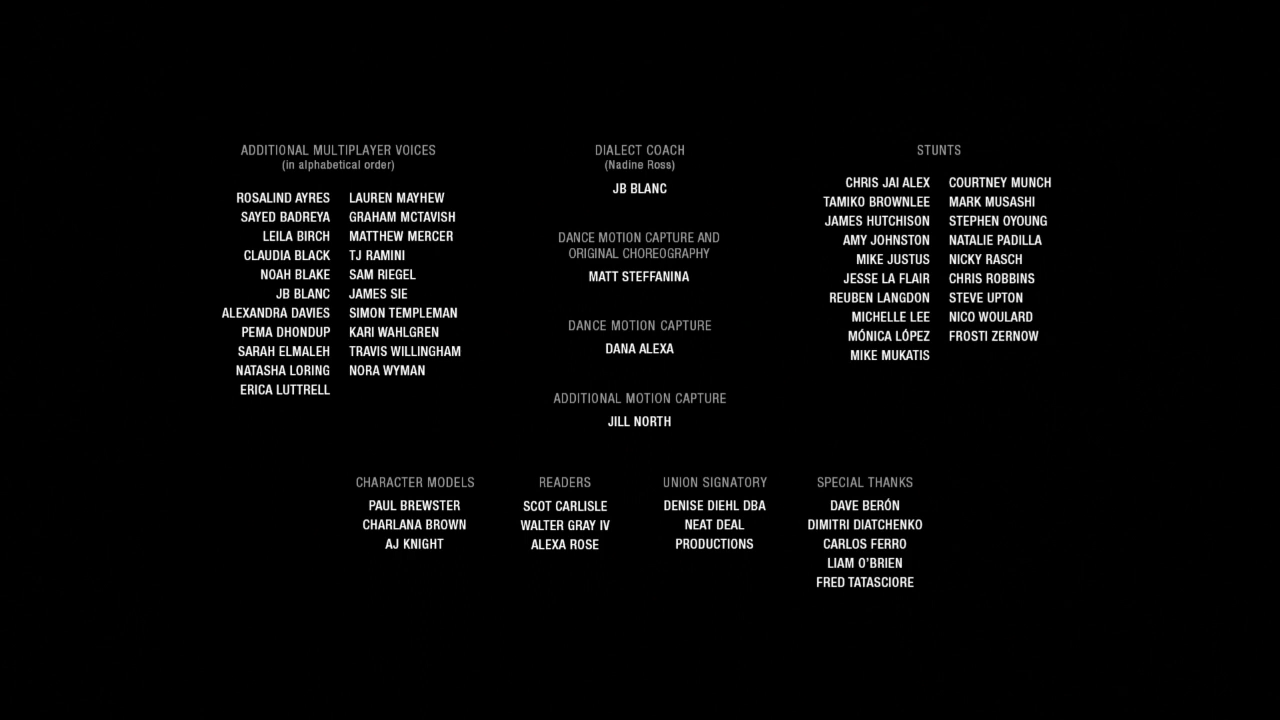 ADDITIONAL MULTIPLAYER VOICES
(in alphabetical order)
ROSALIND AYRES
SAYED BADREYA
LEILA BIRCH
CLAUDIA BLACK
NOAH BLAKE
JB BLANC
ALEXANDRA DAVIES
PEMA DHONDUP
SARAH ELMALEH
NATASHA LORING
ERICA LUTTRELL
LAUREN MAYHEW
GRAHAM MCTAVISH
MATTHEW MERCER
TJ RAMINI
SAM RIEGEL
JAMES SIE
SIMON TEMPLEMAN
KARI WAHLGREN
TRAVIS WILLINGHAM
NORA WYMAN
DIALECT COACH
(Nadine Ross)
JB BLANC
DANCE MOTION CAPTURE AND
ORIGINAL CHOREOGRAPHY
MATT STEFFANINA
DANCE MOTION CAPTURE
DANA ALEXA
ADDITIONAL MOTION CAPTURE
JILL NORTH
STUNTS
CHRIS JAI ALEX
TAMIKO BROWNLEE
JAMES HUTCHISON
AMY JOHNSTON
MIKE JUSTUS
JESSE LA FLAIR
REUBEN LANGDON
MICHELLE LEE
MÓNICA LÓPEZ
MIKE MUKATIS
COURTNEY MUNCH
MARK MUSASHI
STEPHEN OYOUNG
NATALIE PADILLA
NICKY RASCH
CHRIS ROBBINS
STEVE UPTON
NICO WOULARD
FROSTI ZERNOW
CHARACTER MODELS
PAUL BREWSTER
CHARLANA BROWN
AJ KNIGHT
READERS
SCOT CARLISLE
WALTER GRAY IV
ALEXA ROSE
UNION SIGNATORY
DENISE DIEHL DBA
NEAT DEAL
PRODUCTIONS
SPECIAL THANKS
DAVE BERÓN
DIMITRI DIATCHENKO
CARLOS FERRO
LIAM O'BRIEN
FRED TATASCIORE